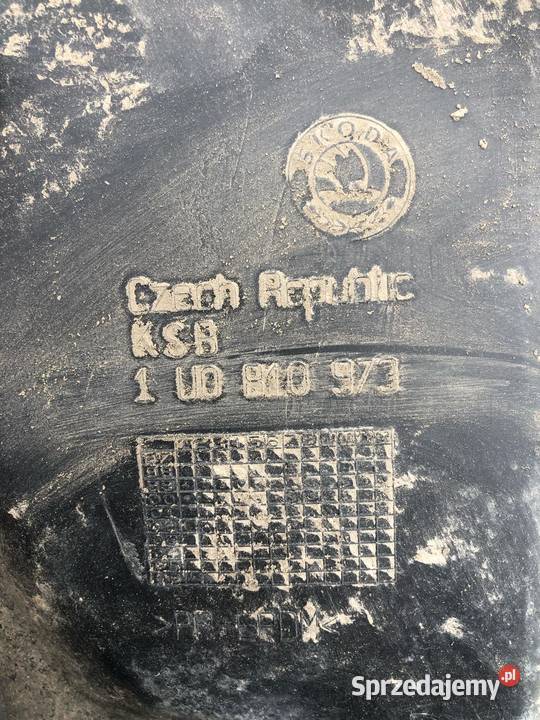 SKODA
Czech Republic
KSB
1 U0 810 973
>PP EPDM<
Sprzedajemy.pl